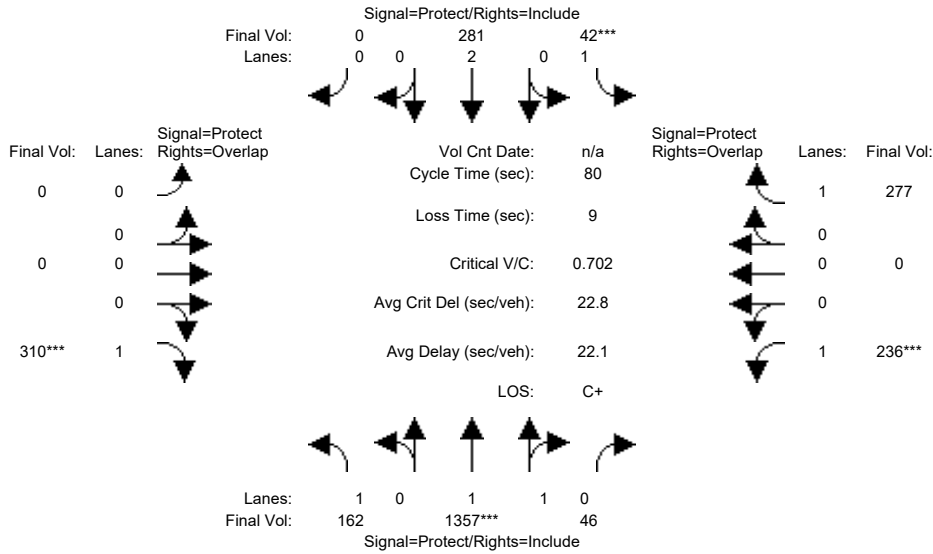 Signal=Protect/Rights=Include
Final Vol: 0 281 42***
Lanes: 0 0 2 0 1
Signal=Protect
Final Vol: Lanes: Rights=Overlap
Vol Cnt Date: n/a
Signal=Protect
Rights=Overlap Lanes: Final Vol:
Cycle Time (sec): 80
0 0
1 277
Loss Time (sec): 9
0
0
0 0
Critical V/C: 0.702
0 0
0
Avg Crit Del (sec/veh): 22.8
0
310*** 1
Avg Delay (sec/veh): 22.1
1 236***
LOS: C+
Lanes: 1 0 1 1 0
Final Vol: 162 1357*** 46
Signal=Protect/Rights=Include